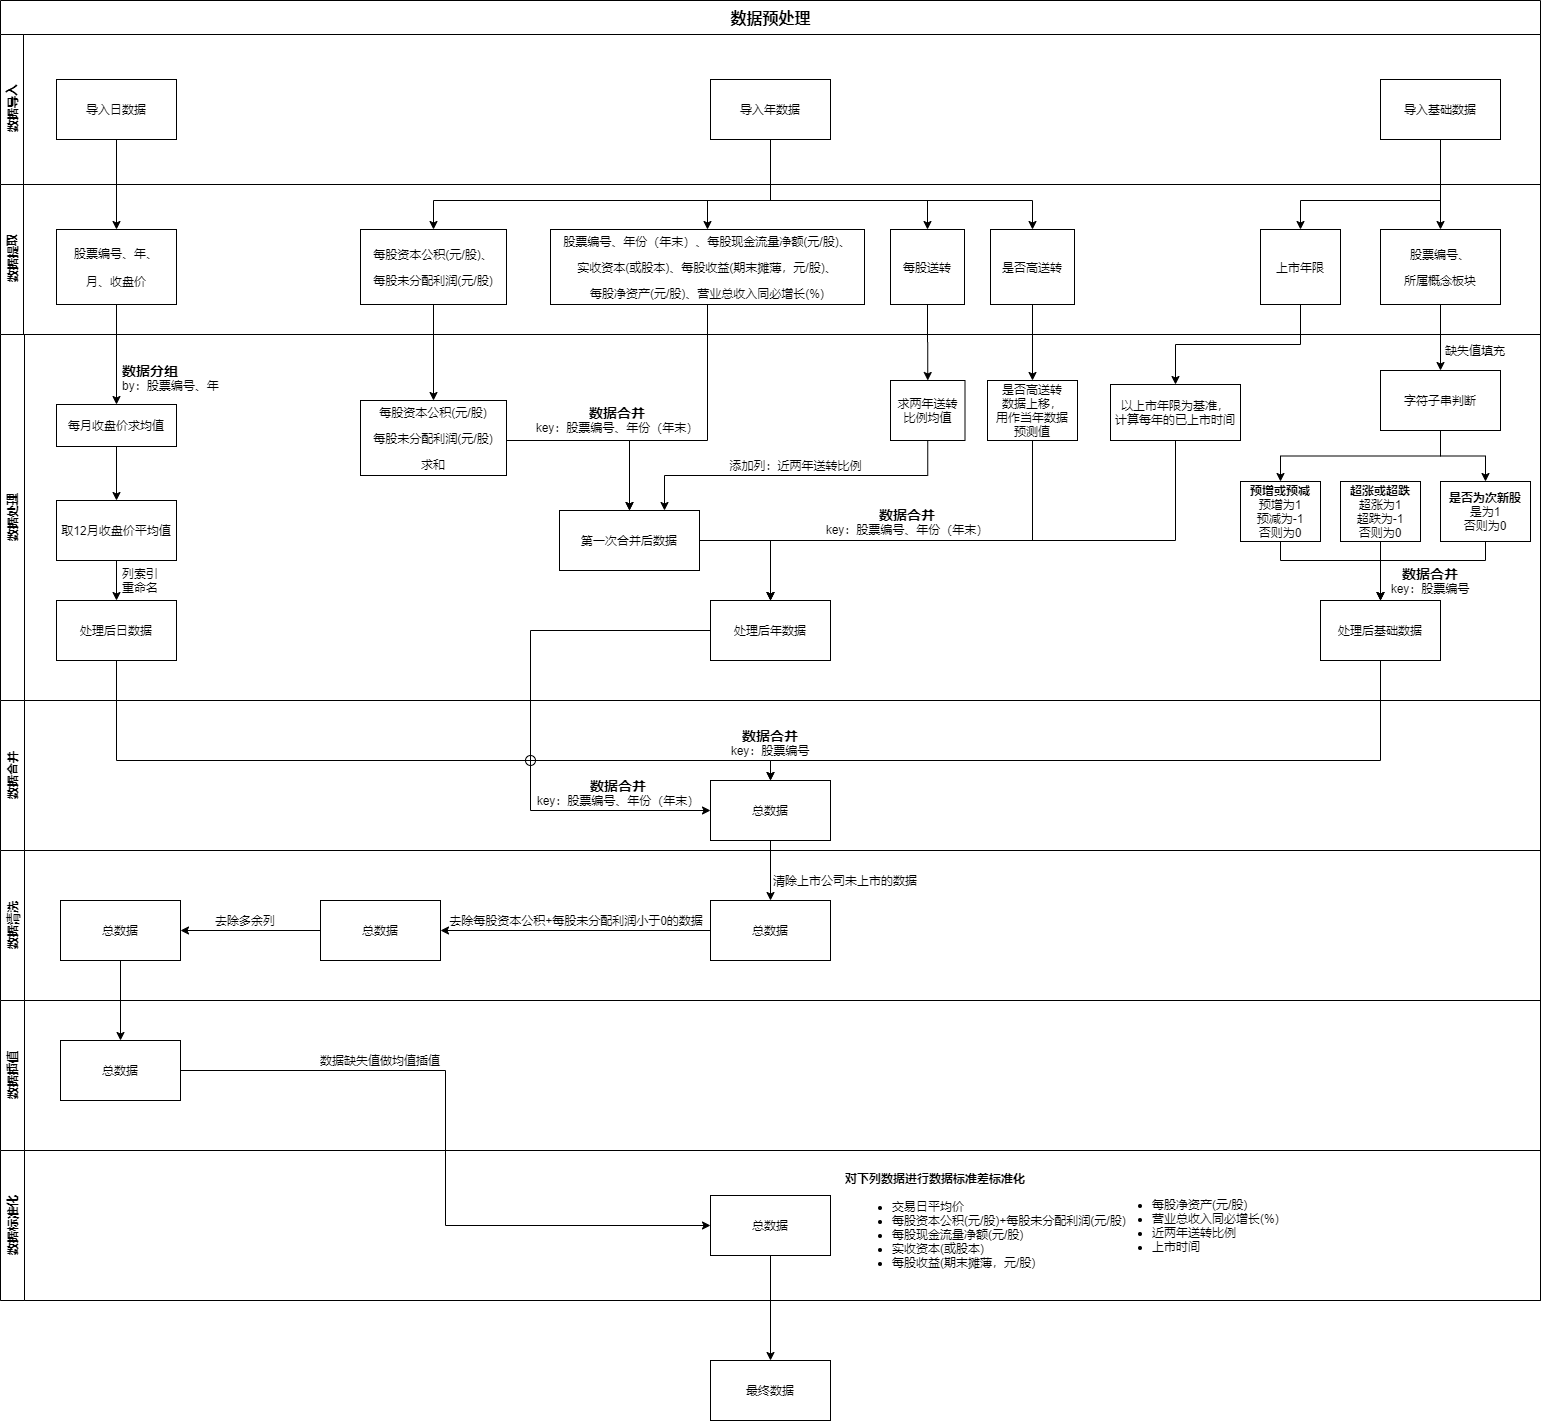 数据预处理
数据导入
导入日数据
导入年数据
导入基础数据
数据提取
股票编号、年、
月、收盘价
每股资本公积(元/股)、
每股未分配利润(元/股)
股票编号、年份（年末）、每股现金流量净额(元/股)、
实收资本(或股本)、每股收益(期末摊薄，元/股)、
每股净资产(元/股)、营业总收入同必增长(%)
每股送转
是否高送转
上市年限
股票编号、
所属概念板块
数据处理
数据分组
by：股票编号、年
每月收盘价求均值
取12月收盘价平均值
列索引
重命名
处理后日数据
每股资本公积(元/股)
每股未分配利润(元/股)
求和
数据合并
key：股票编号、年份（年末）
求两年送转
比例均值
添加列：近两年送转比例
是否高送转
数据上移，
用作当年数据
预测值
以上市年限为基准，
计算每年的已上市时间
第一次合并后数据
数据合并
key：股票编号、年份（年末）
处理后年数据
缺失值填充
字符子串判断
预增或预减
预增为1
预减为-1
否则为0
超涨或超跌
超涨为1
超跌为-1
否则为0
是否为次新股
是为1
否则为0
数据合并
key：股票编号
处理后基础数据
数据合并
数据合并
key：股票编号
数据合并
key：股票编号、年份（年末）
总数据
数据清洗
清除上市公司未上市的数据
总数据
去除每股资本公积+每股未分配利润小于0的数据
总数据
去除多余列
总数据
数据插值
总数据
数据缺失值做均值插值
数据标准化
总数据
对下列数据进行数据标准差标准化
• 交易日平均价
• 每股资本公积(元/股)+每股未分配利润(元/股)
• 每股现金流量净额(元/股)
• 实收资本(或股本)
• 每股收益(期末摊薄，元/股)
• 每股净资产(元/股)
• 营业总收入同必增长(%)
• 近两年送转比例
• 上市时间
最终数据